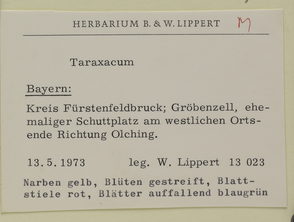 HERBARIUM B. & W. LIPPERT M
Taraxacum
Bayern:
Kreis Fürstenfeldbruck; Gröbenzell, ehe-
maliger Schuttplatz am westlichen Orts-
ende Richtung Olching.
13.5.1973 leg. W. Lippert 13 023
Narben gelb, Blüten gestreift, Blatt-
stiele rot, Blätter auffallend blaugrün